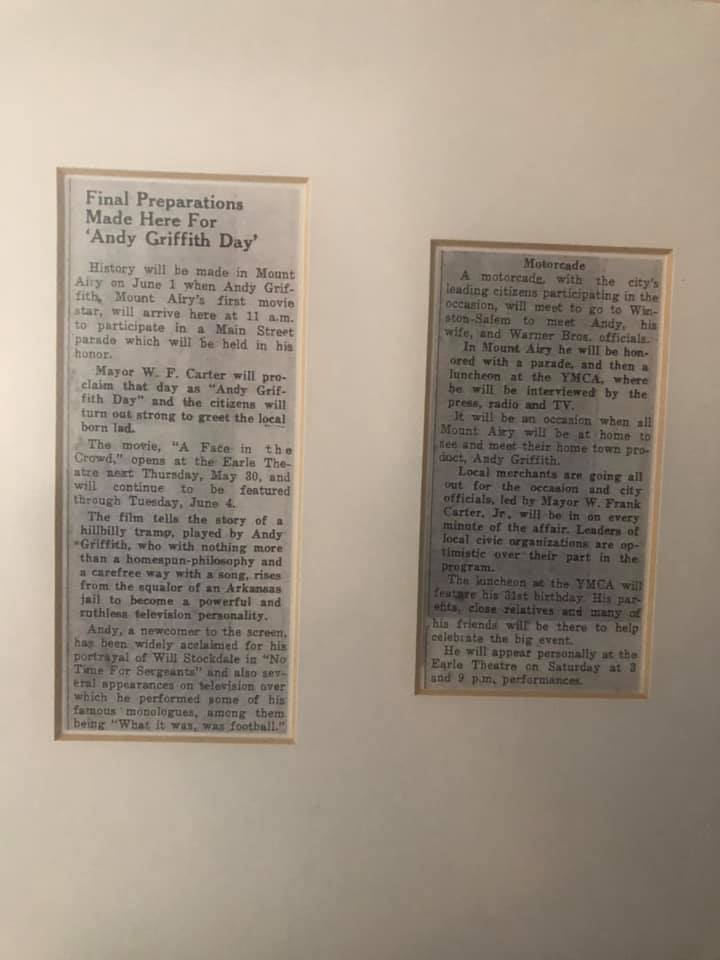 Final Preparations
Made Here For
'Andy Griffith Day'
History will be made in Mount
Airy on June 1 when Andy Grif-
fith, Mount Airy's first movie
star, will arrive here at 11 a.m.
to participate in a Main Street
parade which will be held in his
honor.
Mayor W. F. Carter will pro-
claim that day as "Andy Grif-
fith Day" and the citizens will
turn out strong to greet the local
born lad.
The movie, "A Face in the
Crowd," opens at the Earle The-
atre next Thursday, May 30, and
will continue to be featured
through Tuesday, June 4.
The film tells the story of a
hillbilly tramp, played by Andy
Griffith, who with nothing more
than a homespun-philosophy and
a carefree way with a song, rises
from the squalor of an Arkansas
jail to become a powerful and
ruthless television personality.
Andy, a newcomer to the screen,
has been widely acclaimed for his
portrayal of Will Stockdale in "No
Time For Sergeants" and also sev-
eral appearances on television over
which he performed some of his
famous monologues, among them
being "What it was, was football."
Motorcade
A motorcade, with the city's
leading citizens participating in the
occasion, will meet to go to Win-
ston-Salem to meet Andy, his
wife, and Warner Bros. officials.
In Mount Airy he will be hon-
ored with a parade, and then a
luncheon at the YMCA, where
he will be interviewed by the
press, radio and TV.
It will be an occasion when all
Mount Airy will be at home to
see and meet their home town pro-
duct, Andy Griffith.
Local merchants are going all
out for the occasion and city
officials, led by Mayor W. Frank
Carter, Jr., will be in on every
minute of the affair. Leaders of
local civic organizations are op-
timistic over their part in the
program.
The luncheon at the YMCA will
feature his 31st birthday. His par-
ents, close relatives and many of
his friends will be there to help
celebrate the big event.
He will appear personally at the
Earle Theatre on Saturday at 3
and 9 p.m. performances.